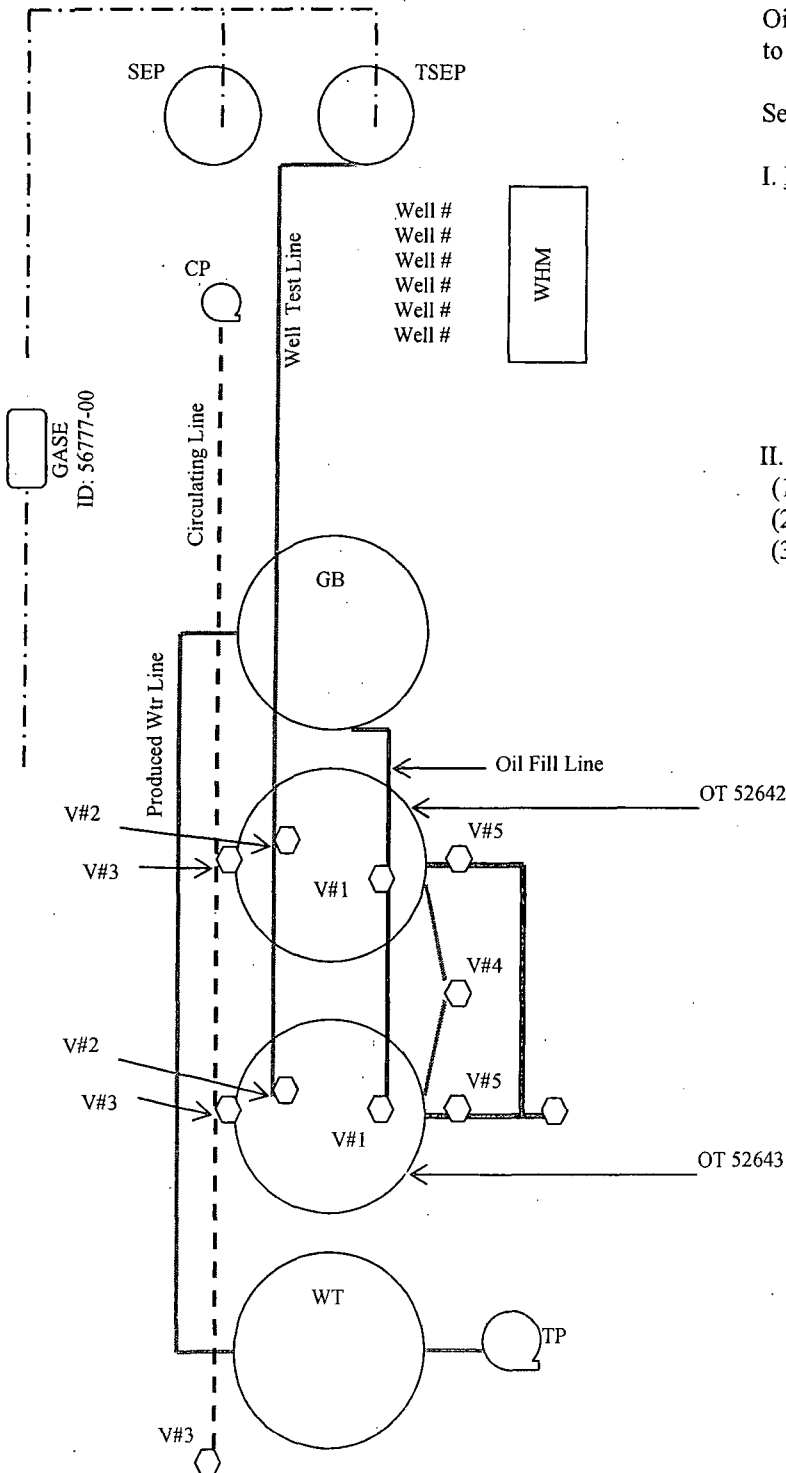 Oi
to
Se
SEP
TSEP
I.
Well #
Well #
Well #
Well #
Well #
Well #
WHM
CP
Well Test Line
Circulating Line
GASE
ID: 56777-00
II.
(1
(2
(3
GB
Produced Wtr Line
Oil Fill Line
OT 52642
V#2
V#5
V#3
V#1
V#4
V#2
V#5
V#3
V#1
OT 52643
WT
TP
V#3